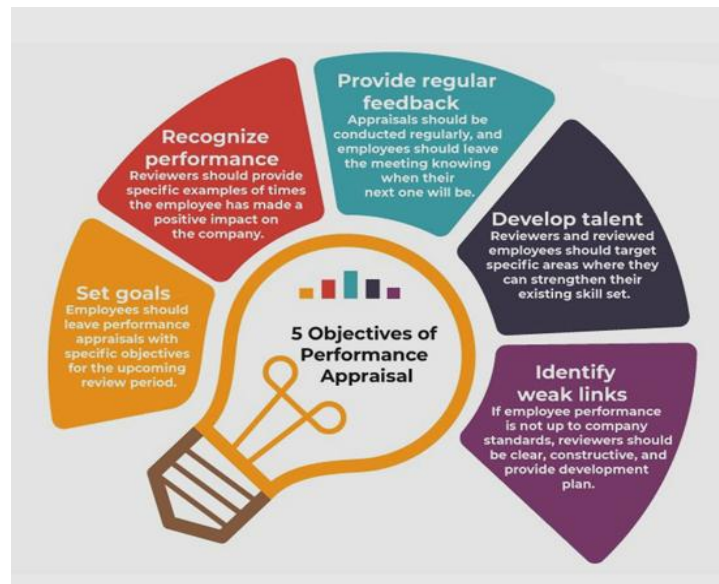 Provide regular
feedback
Appraisals should be
conducted regularly, and
employees should leave
the meeting knowing
when their
next one will be.
Recognize
performance
Reviewers should provide
specific examples of times
the employee has made a
positive impact on
the company.
Develop talent
Reviewers and reviewed
employees should target
specific areas where they
can strengthen their
existing skill set.
Set goals
Employees should
leave performance
appraisals with
specific objectives
for the upcoming
review period.
5 Objectives of
Performance
Appraisal
Identify
weak links
If employee performance
is not up to company
standards, reviewers should
be clear, constructive, and
provide development
plan.